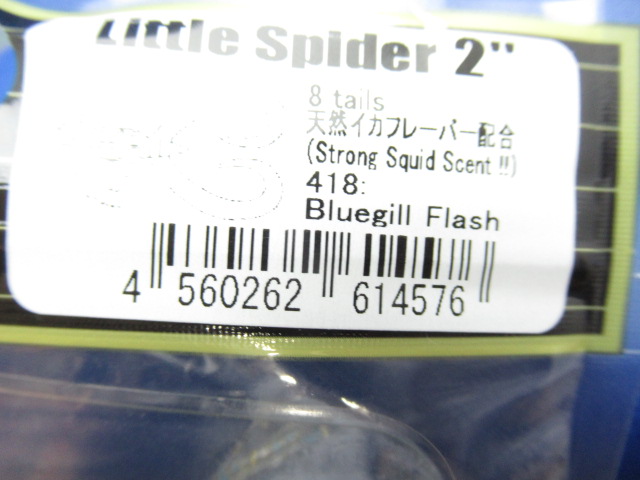 Little Spider 2"
8 tails
天然イカフレーバー配合
(Strong Squid Scent !!)
418:
Bluegill Flash
4 560262 614576